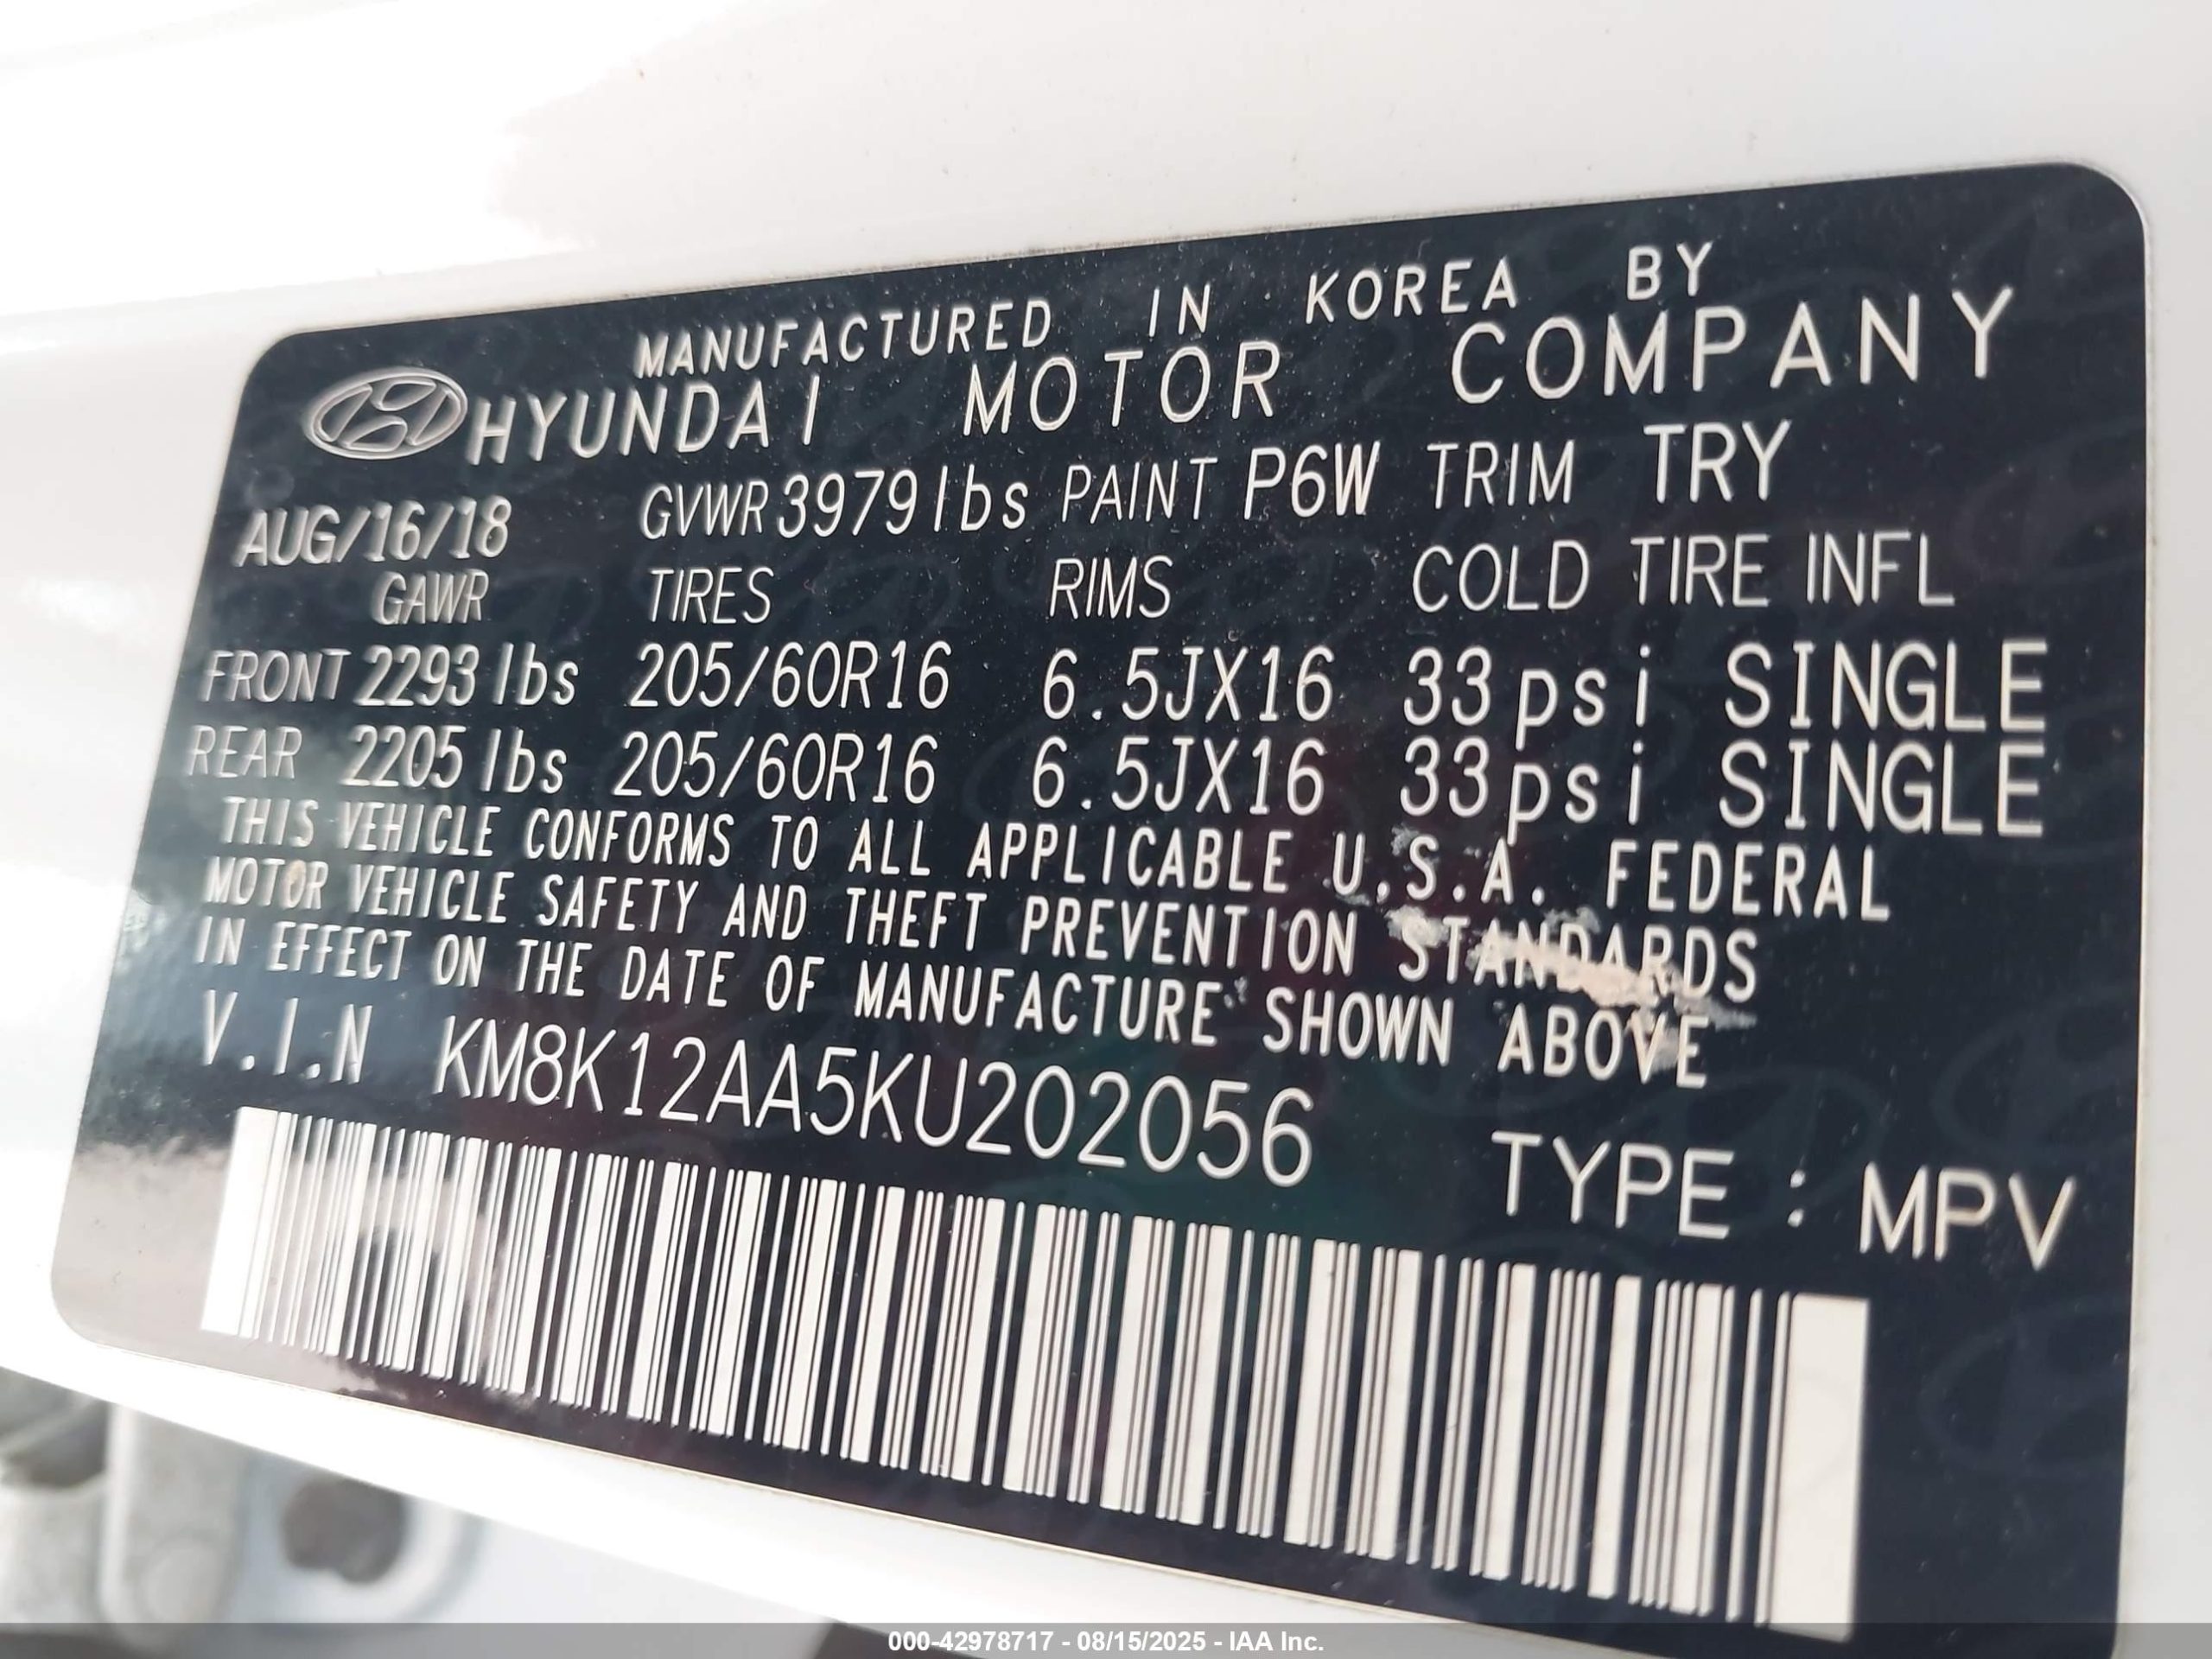 MANUFACTURED IN KOREA BY
HYUNDAI MOTOR COMPANY
AUG/16/18 GVWR 3979lbs PAINT P6W TRIM TRY
GAWR TIRES RIMS COLD TIRE INFL
FRONT 2293lbs 205/60R16 6.5JX16 33psi SINGLE
REAR 2205lbs 205/60R16 6.5JX16 33psi SINGLE
THIS VEHICLE CONFORMS TO ALL APPLICABLE U.S.A. FEDERAL
MOTOR VEHICLE SAFETY AND THEFT PREVENTION STANDARDS
IN EFFECT ON THE DATE OF MANUFACTURE SHOWN ABOVE
V.I.N KM8K12AA5KU202056
TYPE : MPV
000-42978717 - 08/15/2025 - IAA Inc.